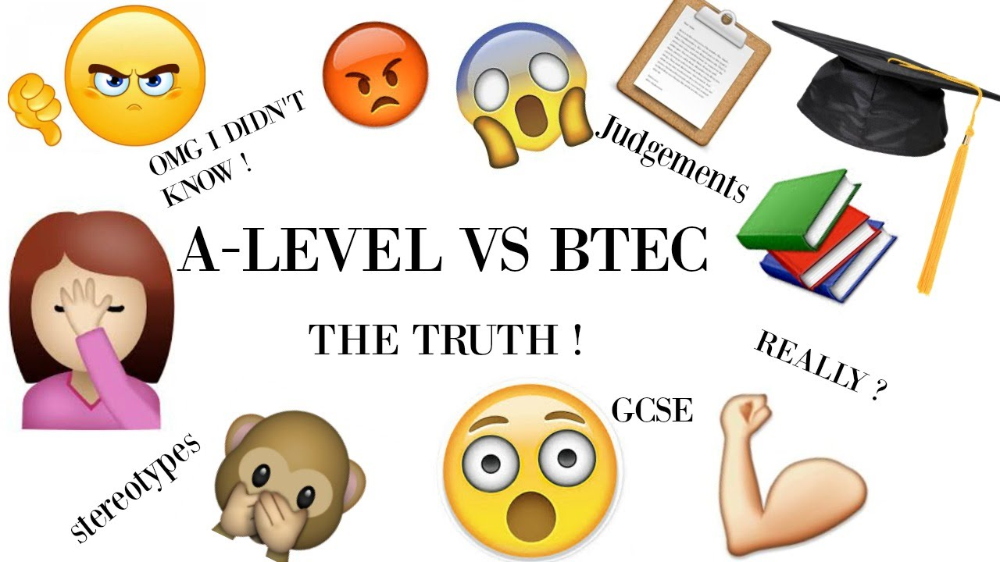 OMG I DIDN'T
KNOW !
Judgements
A-LEVEL VS BTEC
THE TRUTH !
REALLY ?
GCSE
stereotypes